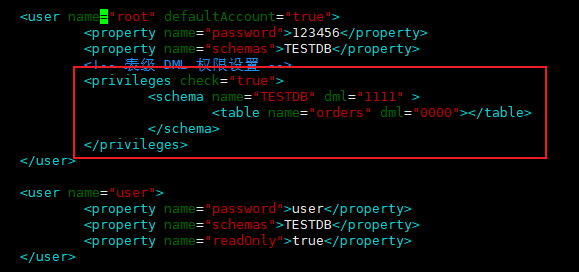 <user name="root" defaultAccount="true">
<property name="password">123456</property>
<property name="schemas">TESTDB</property>
<!-- 表级 DML 权限设置 -->
<privileges check="true">
<schema name="TESTDB" dml="1111" >
<table name="orders" dml="0000"></table>
</schema>
</privileges>
</user>
<user name="user">
<property name="password">user</property>
<property name="schemas">TESTDB</property>
<property name="readOnly">true</property>
</user>